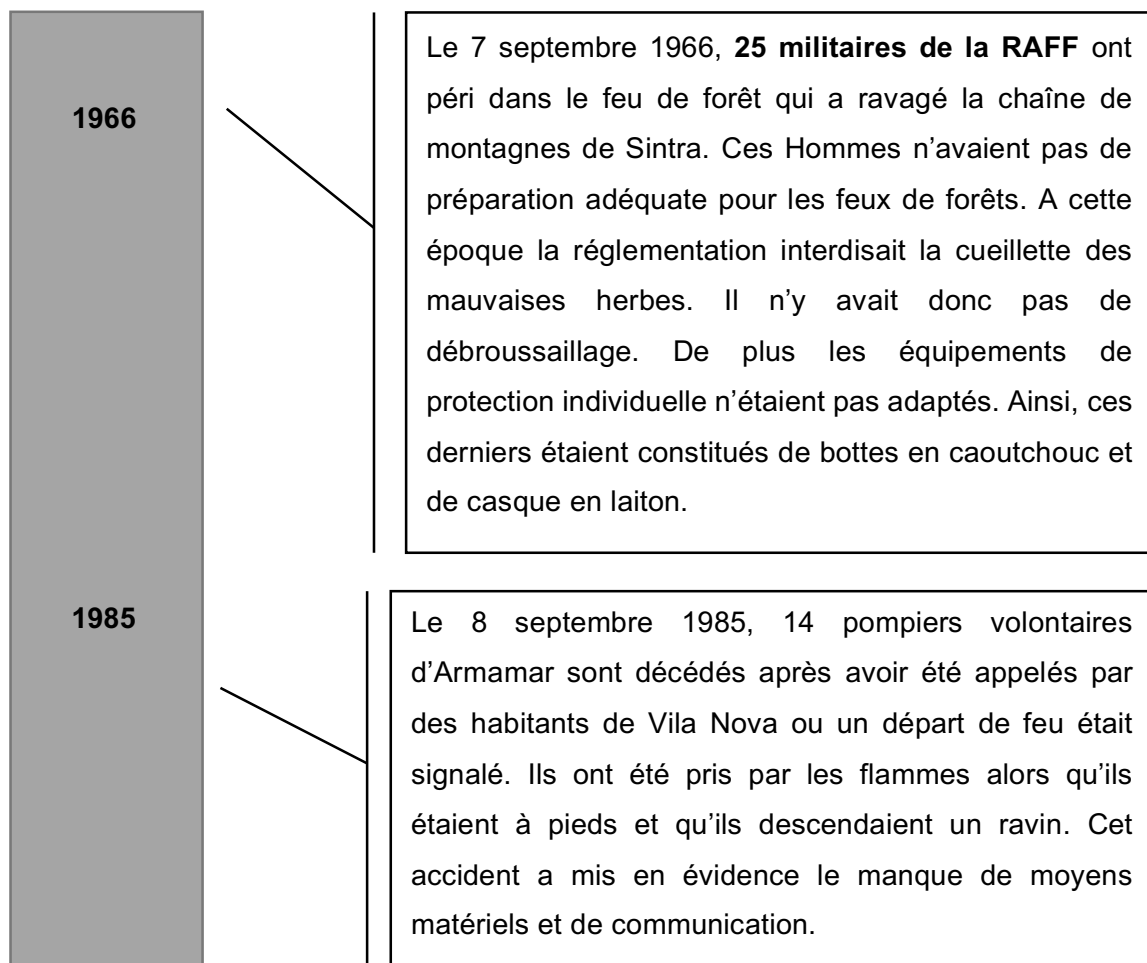 1966
Le 7 septembre 1966, 25 militaires de la RAFF ont
péri dans le feu de forêt qui a ravagé la chaîne de
montagnes de Sintra. Ces Hommes n’avaient pas de
préparation adéquate pour les feux de forêts. A cette
époque la réglementation interdisait la cueillette des
mauvaises herbes. Il n’y avait donc pas de
débroussaillage. De plus les équipements de
protection individuelle n’étaient pas adaptés. Ainsi, ces
derniers étaient constitués de bottes en caoutchouc et
de casque en laiton.
1985
Le 8 septembre 1985, 14 pompiers volontaires
d’Armamar sont décédés après avoir été appelés par
des habitants de Vila Nova ou un départ de feu était
signalé. Ils ont été pris par les flammes alors qu’ils
étaient à pieds et qu’ils descendaient un ravin. Cet
accident a mis en évidence le manque de moyens
matériels et de communication.